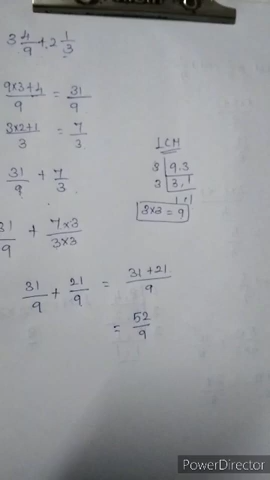 3 4/9 + 2 1/3
9×3+4/9 = 31/9
3×2+1/3 = 7/3
LCM
3 | 9.3
3 | 3,1
1,1
3×3 = 9
31/9 + 7/3
31/9 + 7×3/3×3
31/9 + 21/9 = 31+21/9
= 52/9
PowerDirector